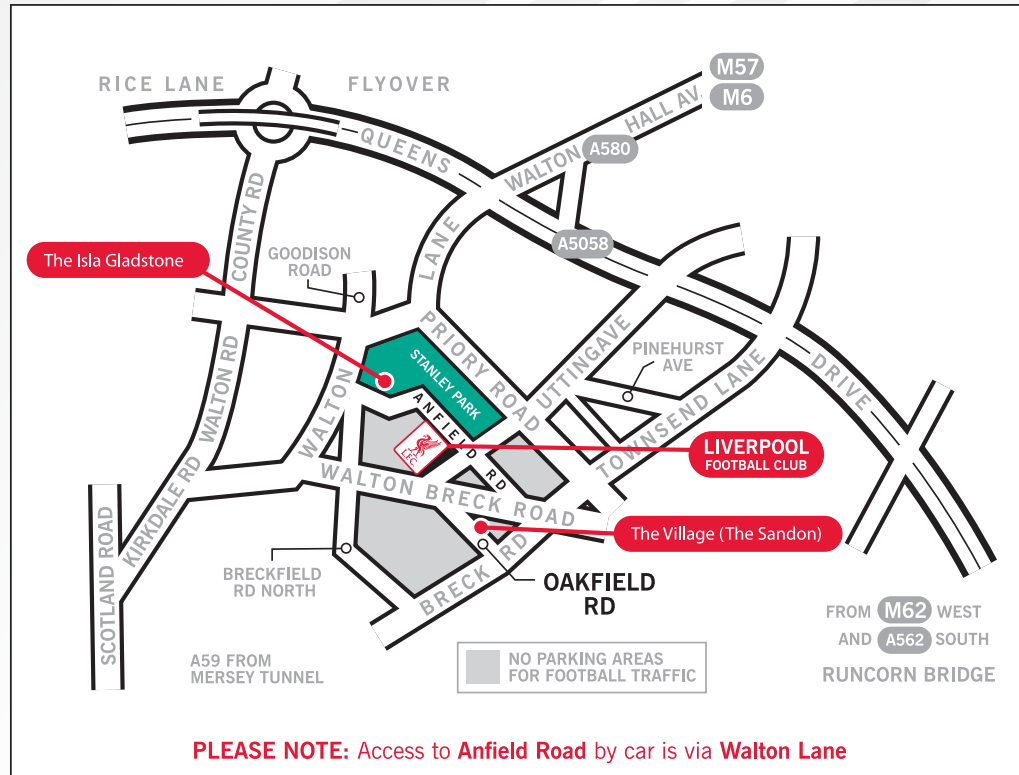 RICE LANE
FLYOVER
M57
M6
HALL AV.
WALTON
A580
QUEENS
COUNTY RD
LANE
A5058
GOODISON
ROAD
The Isla Gladstone
PRIORY ROAD
STANLEY PARK
UTTINGAVE
PINEHURST
AVE
DRIVE
WALTON RD
WALTON
ANFIELD RD
LFC
TOWNSEND LANE
LIVERPOOL
FOOTBALL CLUB
WALTON BRECK ROAD
KIRKDALE RD
SCOTLAND ROAD
The Village (The Sandon)
BRECKFIELD
RD NORTH
BRECK RD
OAKFIELD
RD
FROM M62 WEST
AND A562 SOUTH
RUNCORN BRIDGE
A59 FROM
MERSEY TUNNEL
NO PARKING AREAS
FOR FOOTBALL TRAFFIC
PLEASE NOTE: Access to Anfield Road by car is via Walton Lane